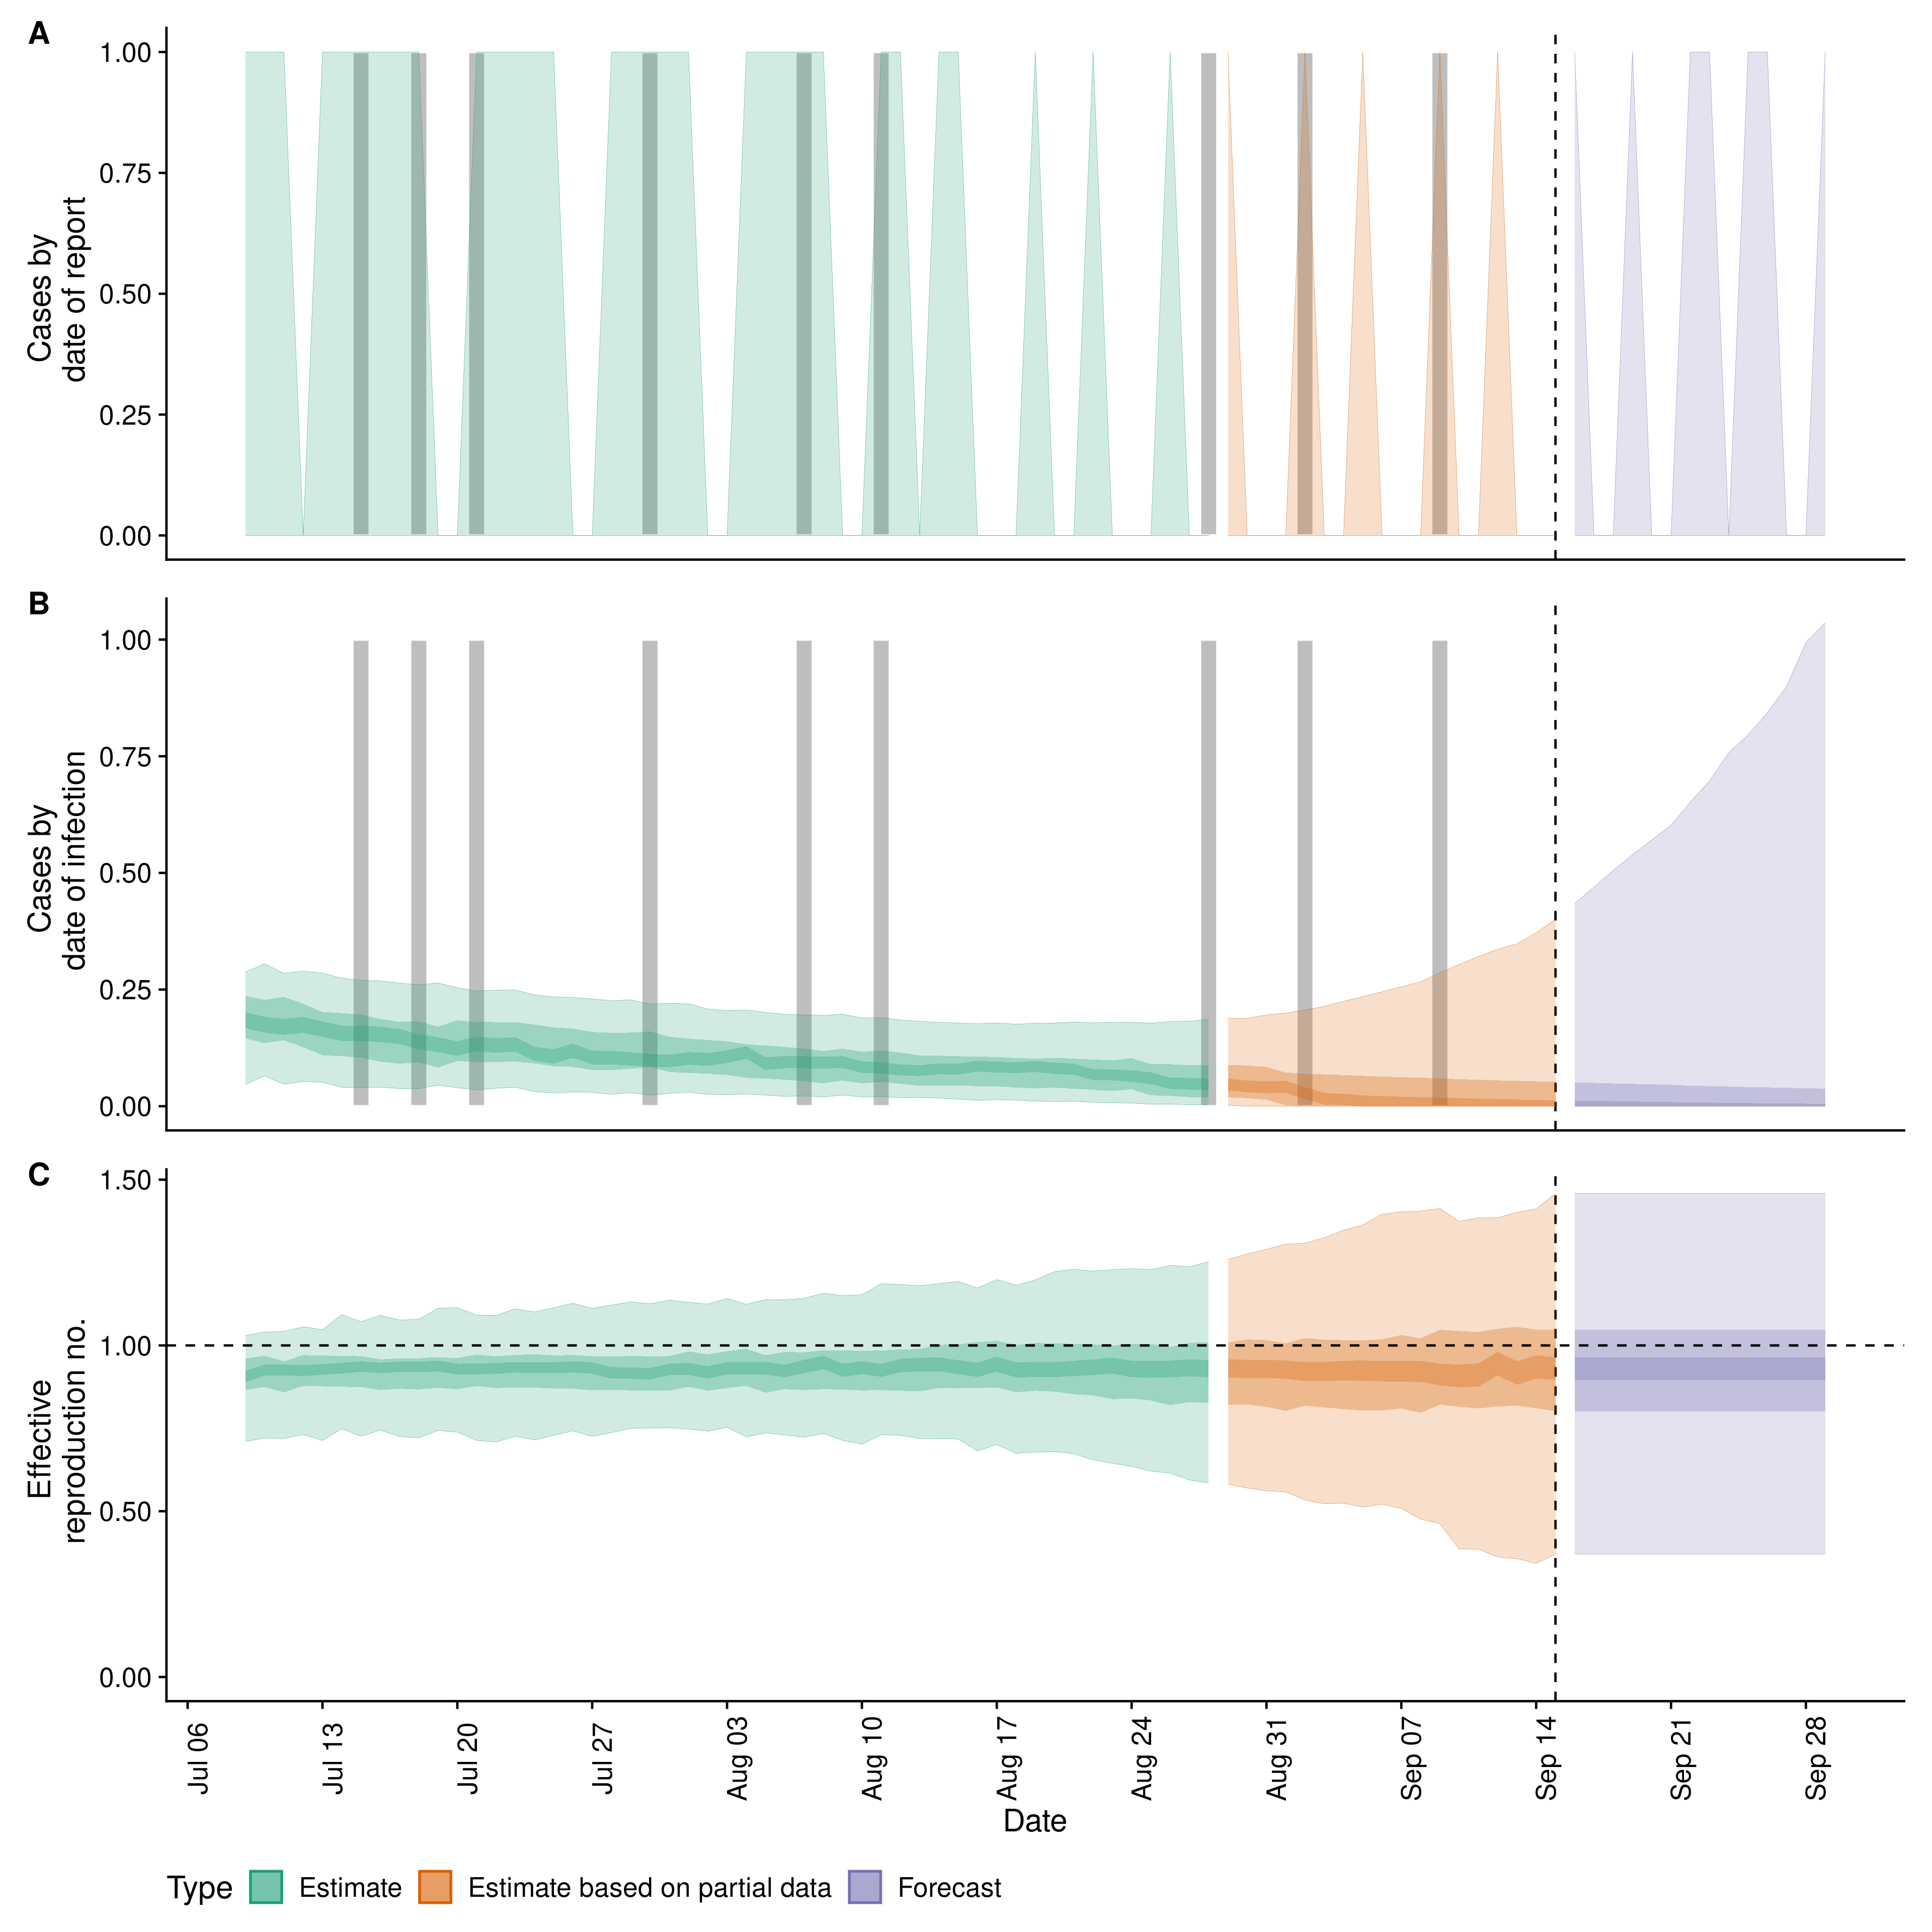 A
1.00
0.75
0.50
0.25
0.00
Cases by
date of report
B
1.00
0.75
0.50
0.25
0.00
Cases by
date of infection
C
1.50
1.00
0.50
0.00
Effective
reproduction no.
Jul 06
Jul 13
Jul 20
Jul 27
Aug 03
Aug 10
Aug 17
Aug 24
Aug 31
Sep 07
Sep 14
Sep 21
Sep 28
Date
Type Estimate Estimate based on partial data Forecast